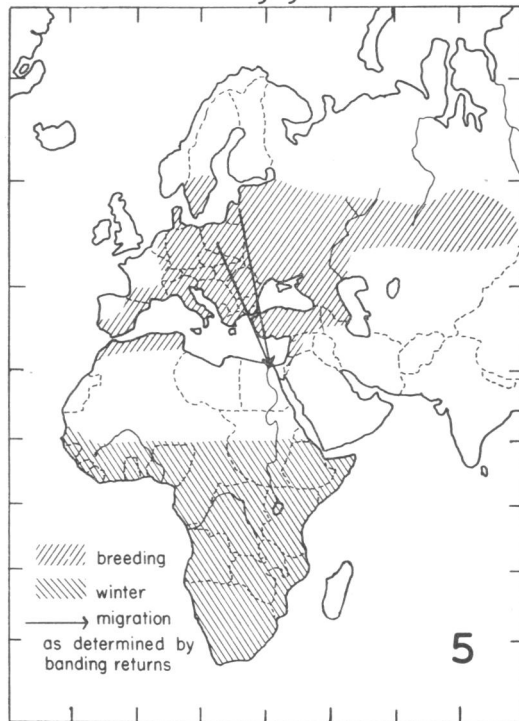 breeding
winter
migration
as determined by
banding returns
5